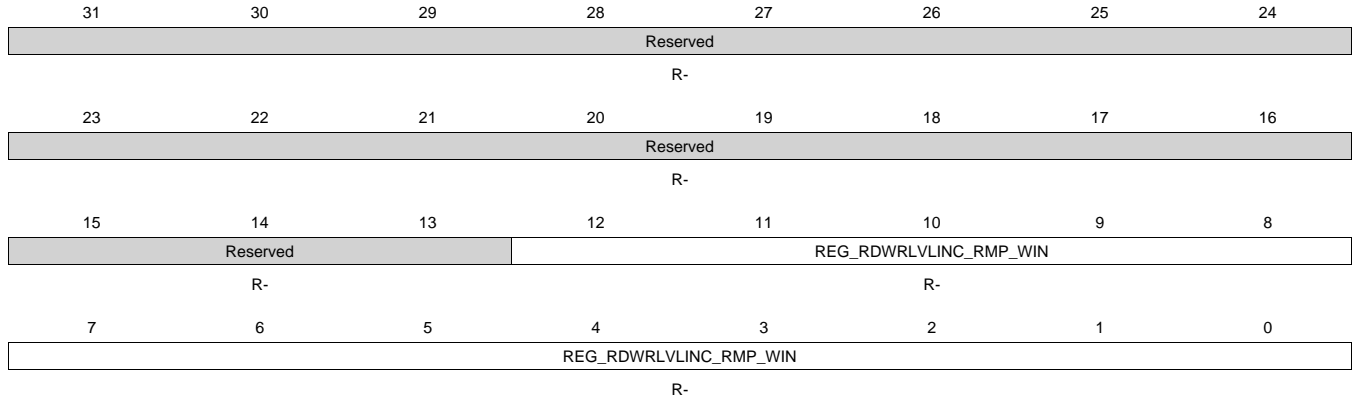 31 30 29 28 27 26 25 24
Reserved
R-
23 22 21 20 19 18 17 16
Reserved
R-
15 14 13 12 11 10 9 8
Reserved REG_RDWRLVLINC_RMP_WIN
R- R-
7 6 5 4 3 2 1 0
REG_RDWRLVLINC_RMP_WIN
R-